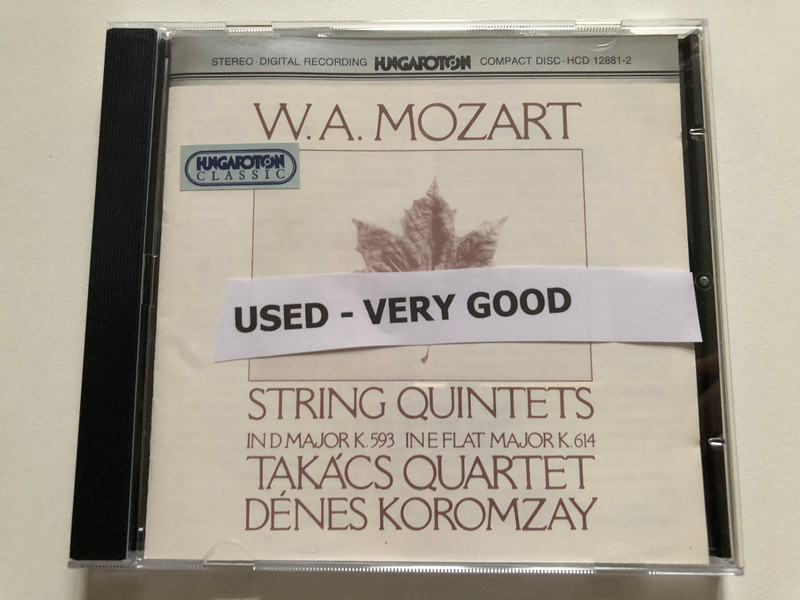 STEREO · DIGITAL RECORDING HUNGAROTON COMPACT DISC · HCD 12881-2
W. A. MOZART
HUNGAROTON
CLASSIC
USED - VERY GOOD
STRING QUINTETS
IN D MAJOR K. 593 IN E FLAT MAJOR K. 614
TAKÁCS QUARTET
DÉNES KOROMZAY